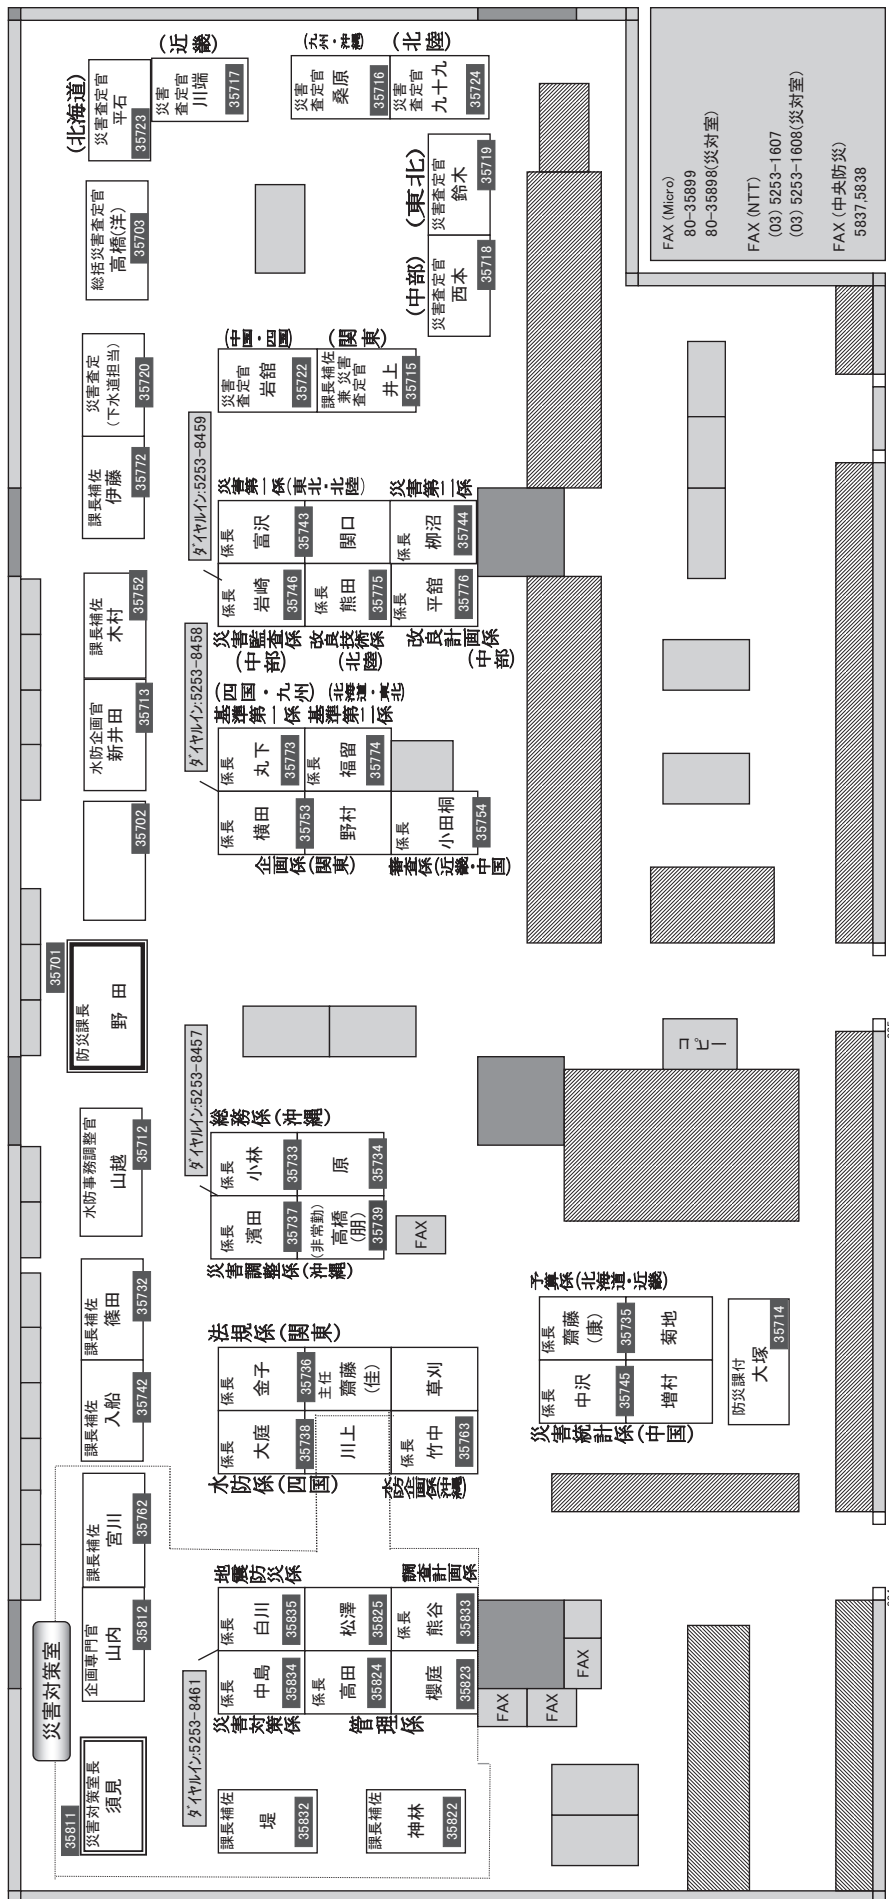 災害対策室
35811
災害対策室長
須見
企画専門官
山内
35812
課長補佐
宮川
35762
課長補佐
入船
35742
課長補佐
篠田
35732
水防事務調整官
山越
35712
35701
防災課長
野田
35702
水防企画官
新井田
35713
課長補佐
木村
35752
課長補佐
伊藤
35772
災害査定
(下水道担当)
35720
総括災害査定官
高橋(洋)
35703
(北海道)
災害査定官
平石
35723
(近畿)
災害
査定官
川端
35717
ダイヤルイン:5253-8461
課長補佐
堤
35832
課長補佐
神林
35822
地震防災係
係長
白川
35835
松澤
35825
調査計画係
係長
熊谷
35833
係長
中島
35834
係長
高田
35824
櫻庭
35823
災害対策係
管理係
FAX
FAX
FAX
法規係(関東)
係長
金子
35736
主任
齋藤
(佳)
草刈
係長
大庭
35738
川上
係長
竹中
35763
水防係(四国)
水防企画係(沖縄)
ダイヤルイン:5253-8457
総務係(沖縄)
係長
小林
35733
原
35734
係長
濱田
35737
(非常勤)
高橋
(朋)
35739
災害調整係(沖縄)
FAX
予算係(北海道・近畿)
係長
齋藤
(康)
35735
菊地
係長
中沢
35745
増村
災害統計係(中国)
防災課付
大塚
35714
コピー
ダイヤルイン:5253-8458
(四国・九州)
基準第一係
(北海道・東北)
基準第二係
係長
丸下
35773
係長
福留
35774
係長
横田
35753
野村
係長
小田桐
35754
企画係(関東)
審査係(近畿・中国)
ダイヤルイン:5253-8459
災害第一係(東北・北陸)
災害第二係
係長
富沢
35743
関口
係長
柳沼
35744
係長
岩崎
35746
係長
熊田
35775
係長
平舘
35776
災害監査係
(中部)
改良技術係
(北陸)
改良計画係
(中部)
(中国・四国)
災害
査定官
岩舘
35722
(関東)
課長補佐
兼 災害
査定官
井上
35715
(中部)
災害査定官
西本
35718
(東北)
災害査定官
鈴木
35719
(九州・沖縄)
災害
査定官
桑原
35716
(北陸)
災害
査定官
九十九
35724
FAX (Micro)
80-35899
80-35898(災対室)
FAX (NTT)
(03) 5253-1607
(03) 5253-1608(災対室)
FAX (中央防災)
5837,5838